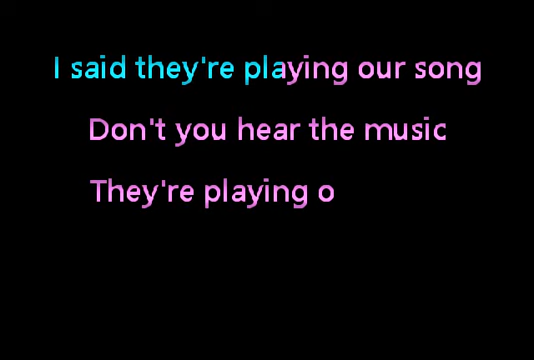 I said they're playing our song
Don't you hear the music
They're playing o